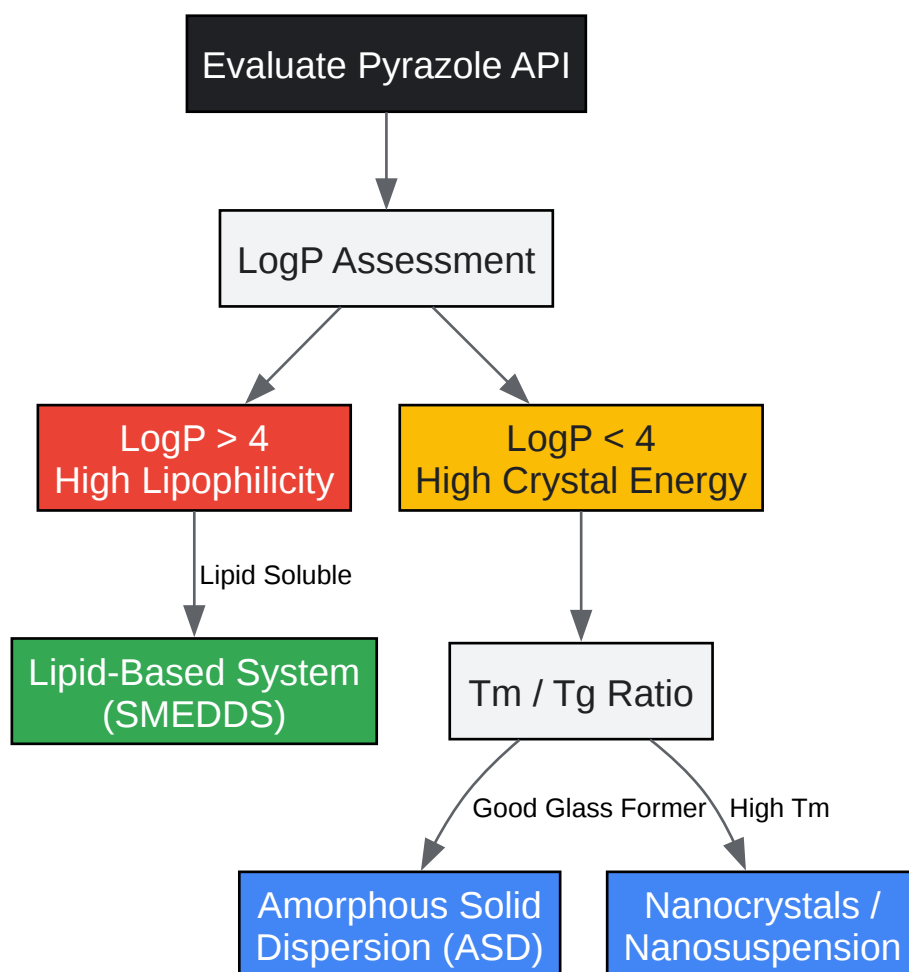 Evaluate Pyrazole API
LogP Assessment
LogP > 4
High Lipophilicity
LogP < 4
High Crystal Energy
Lipid Soluble
Lipid-Based System
(SMEDDS)
Tm / Tg Ratio
Good Glass Former
High Tm
Amorphous Solid
Dispersion (ASD)
Nanocrystals /
Nanosuspension